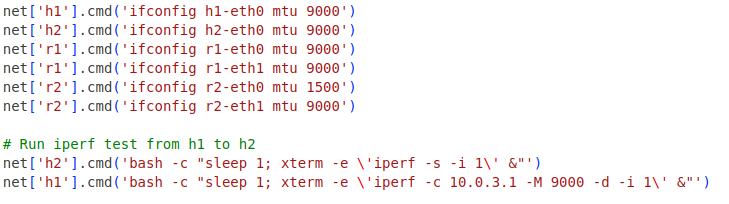 net['h1'].cmd('ifconfig h1-eth0 mtu 9000')
net['h2'].cmd('ifconfig h2-eth0 mtu 9000')
net['r1'].cmd('ifconfig r1-eth0 mtu 9000')
net['r1'].cmd('ifconfig r1-eth1 mtu 9000')
net['r2'].cmd('ifconfig r2-eth0 mtu 1500')
net['r2'].cmd('ifconfig r2-eth1 mtu 9000')
# Run iperf test from h1 to h2
net['h2'].cmd('bash -c "sleep 1; xterm -e \'iperf -s -i 1\' &"')
net['h1'].cmd('bash -c "sleep 1; xterm -e \'iperf -c 10.0.3.1 -M 9000 -d -i 1\' &"')